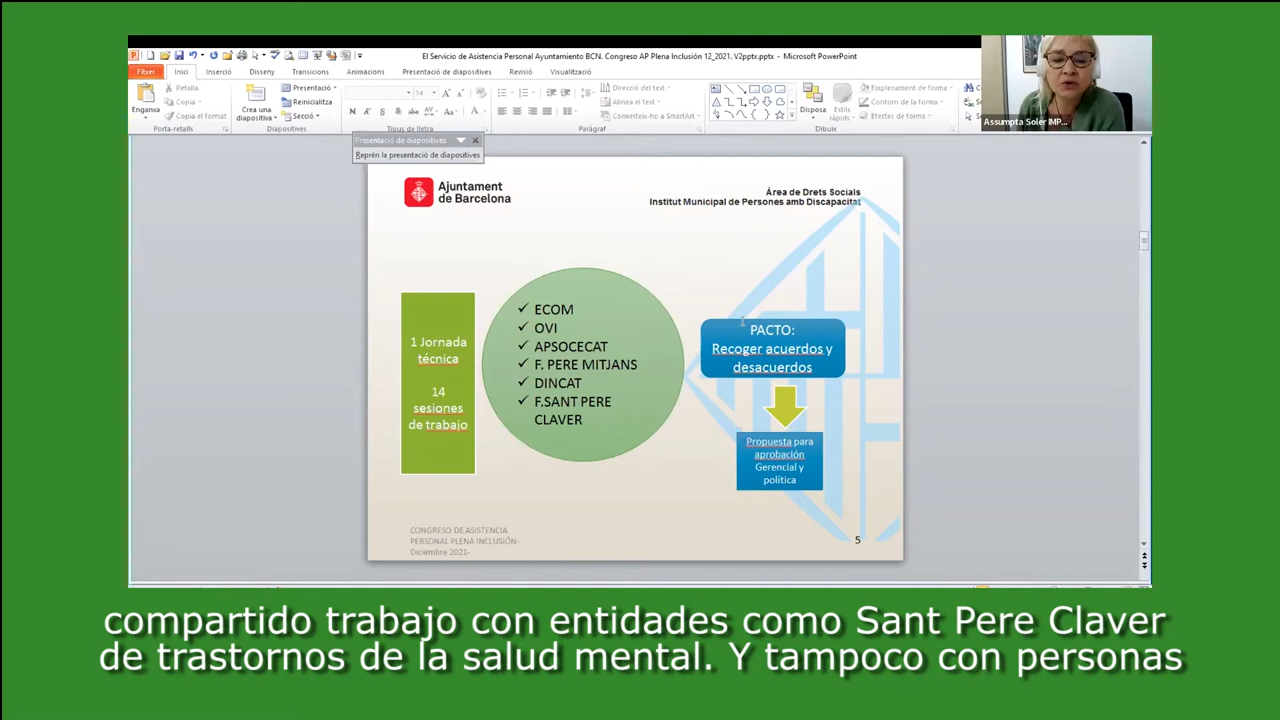 El Servicio de Asistencia Personal Ayuntamiento BCN. Congreso AP Plena Inclusión 12_2021. V2pptx.pptx - Microsoft PowerPoint
Fitxer Inici Inserció Disseny Transicions Animacions Presentació de diapositives Revisió Visualització
Enganxa
Retalla
Copia
Copia el format
Porta-retalls
Crea una
diapositiva
Presentació
Reinicialitza
Secció
Diapositives
14
Tipus de lletra
Direcció del text
Alinea el text
Converteix-ho a SmartArt
Paràgraf
Disposa
Estils
ràpids
Emplenament de forma
Contorn de la forma
Efectes de forma
Dibuix
Assumpta Soler IMP...
Presentació de diapositives
Reprèn la presentació de diapositives
Ajuntament
de Barcelona
Àrea de Drets Socials
Institut Municipal de Persones amb Discapacitat
1 Jornada
técnica
14
sesiones
de trabajo
✓ ECOM
✓ OVI
✓ APSOCECAT
✓ F. PERE MITJANS
✓ DINCAT
✓ F.SANT PERE
CLAVER
PACTO:
Recoger acuerdos y
desacuerdos
Propuesta para
aprobación
Gerencial y
política
CONGRESO DE ASISTENCIA
PERSONAL PLENA INCLUSIÓN-
Diciembre 2021-
5
compartido trabajo con entidades como Sant Pere Claver
de trastornos de la salud mental. Y tampoco con personas